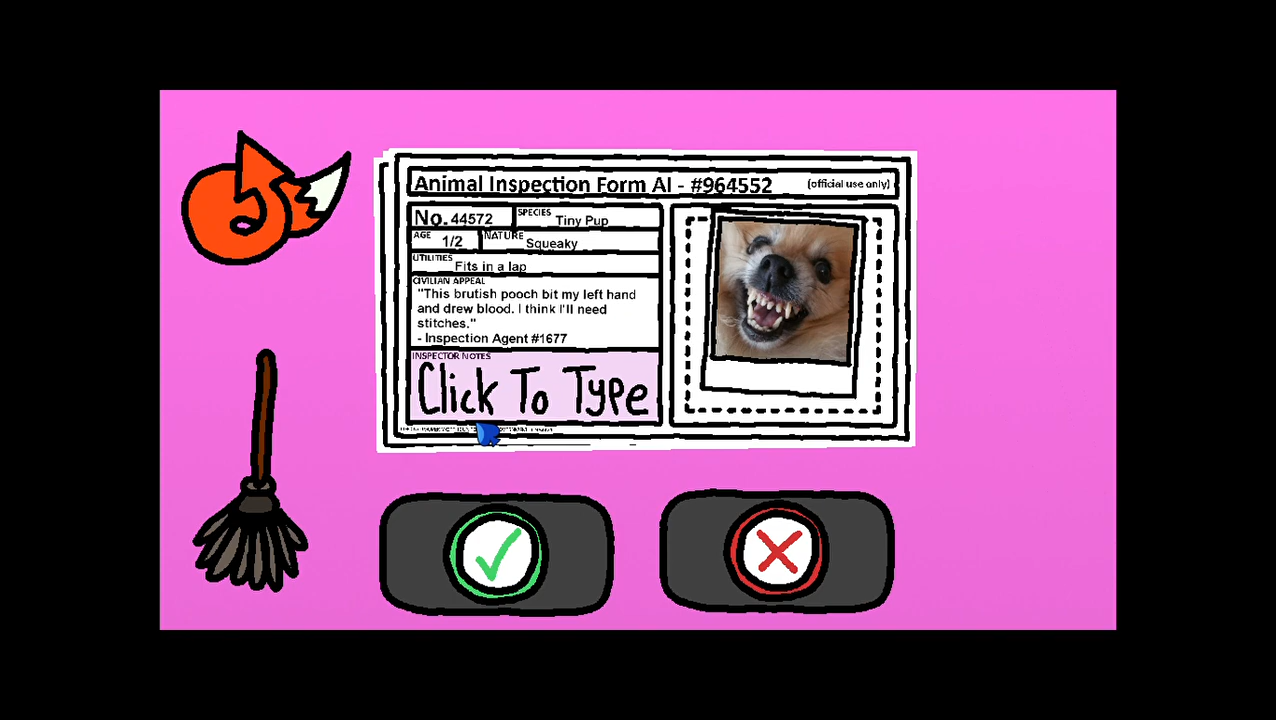 Animal Inspection Form AI - #964552 (official use only)
No. 44572
SPECIES Tiny Pup
AGE 1/2
NATURE Squeaky
UTILITIES Fits in a lap
CIVILIAN APPEAL
"This brutish pooch bit my left hand
and drew blood. I think I'll need
stitches."
- Inspection Agent #1677
INSPECTOR NOTES
Click To Type